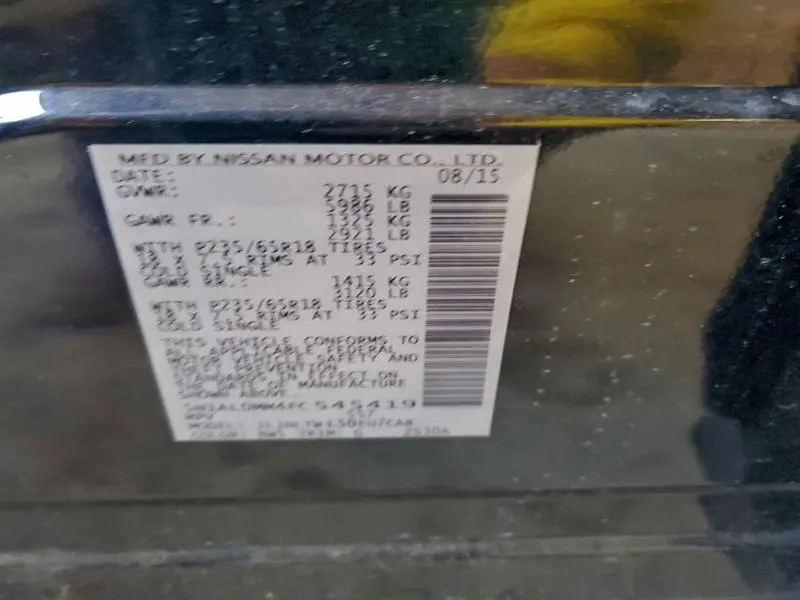 MFD BY NISSAN MOTOR CO., LTD.
DATE: 08/15
GVWR: 2715 KG
5986 LB
GAWR FR.: 1325 KG
2921 LB
WITH P235/65R18 TIRES
18 X 7.5 RIMS AT 33 PSI
COLD SINGLE
GAWR RR.: 1415 KG
3120 LB
WITH P235/65R18 TIRES
18 X 7.5 RIMS AT 33 PSI
COLD SINGLE
THIS VEHICLE CONFORMS TO
ALL APPLICABLE FEDERAL
MOTOR VEHICLE SAFETY AND
THEFT PREVENTION
STANDARDS IN EFFECT ON
THE DATE OF MANUFACTURE
SHOWN ABOVE.
545419
MPV
MODEL:
COLOR: TRIM: G